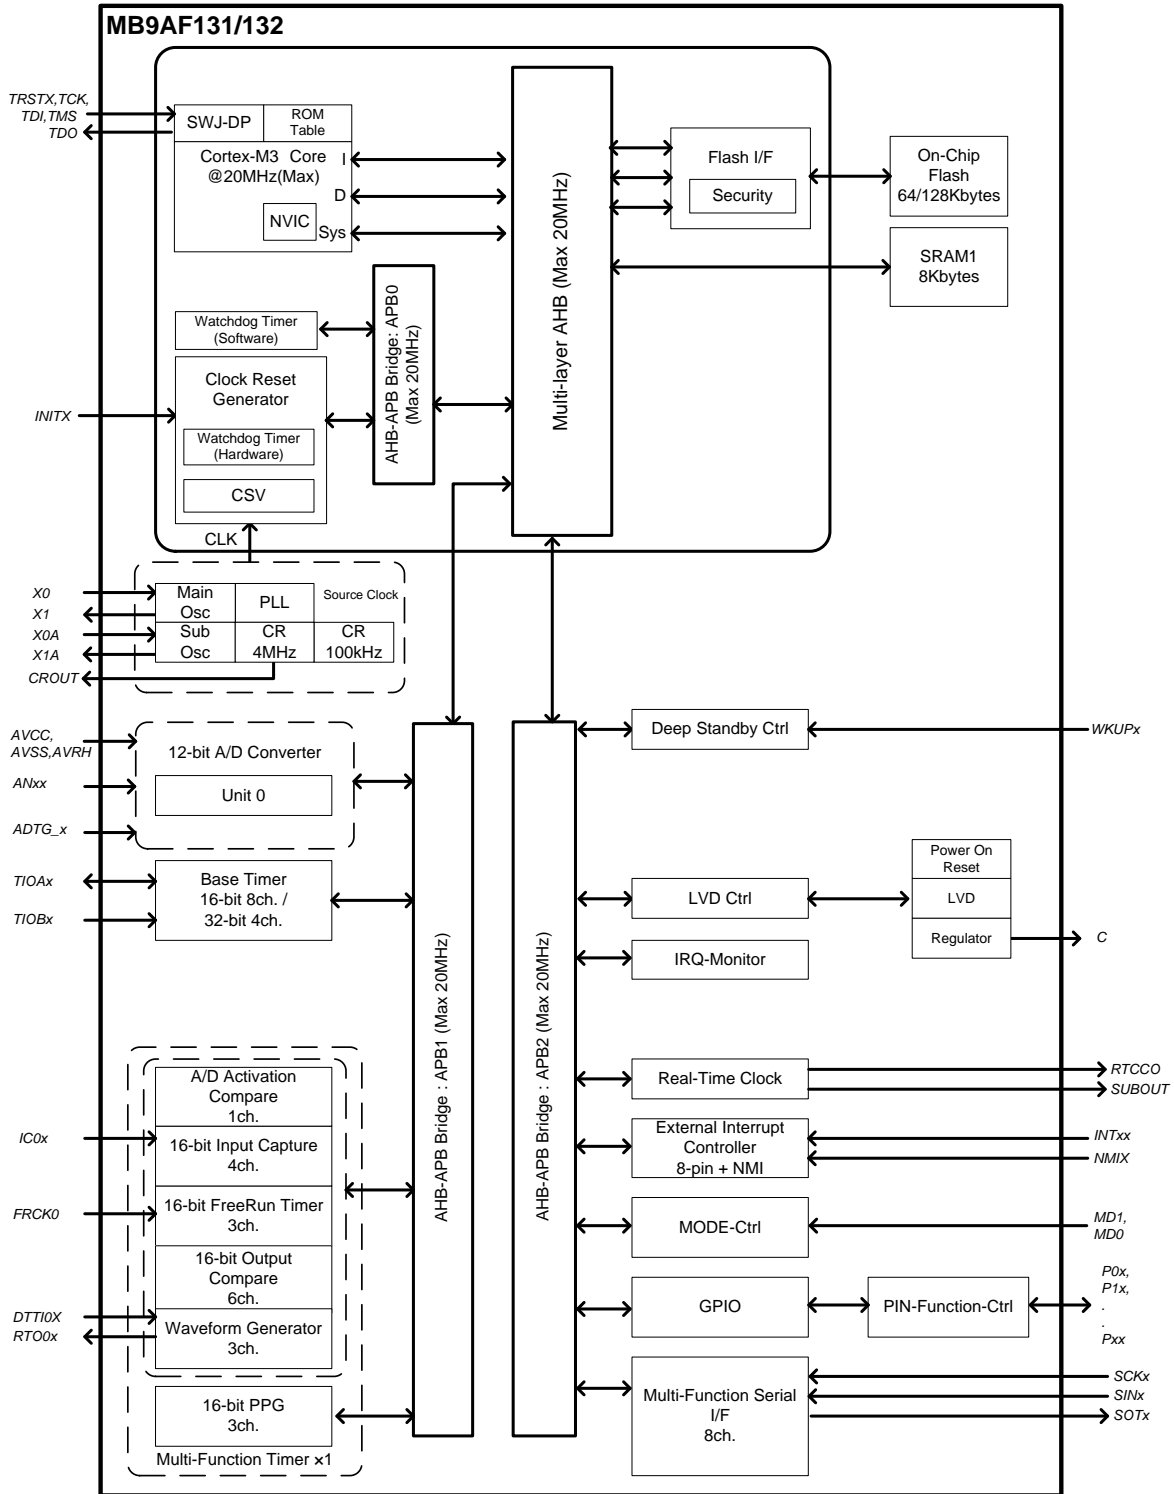 MB9AF131/132
TRSTX,TCK,
TDI,TMS
TDO
SWJ-DP
ROM
Table
Cortex-M3 Core
@20MHz(Max)
I
D
NVIC
Sys
Multi-layer AHB (Max 20MHz)
Flash I/F
Security
On-Chip
Flash
64/128Kbytes
SRAM1
8Kbytes
Watchdog Timer
(Software)
AHB-APB Bridge: APB0
(Max 20MHz)
INITX
Clock Reset
Generator
Watchdog Timer
(Hardware)
CSV
CLK
X0
X1
X0A
X1A
CROUT
Main
Osc
PLL
Source Clock
Sub
Osc
CR
4MHz
CR
100kHz
AVCC,
AVSS,AVRH
ANxx
ADTG_x
12-bit A/D Converter
Unit 0
TIOAx
TIOBx
Base Timer
16-bit 8ch. /
32-bit 4ch.
AHB-APB Bridge : APB1 (Max 20MHz)
AHB-APB Bridge : APB2 (Max 20MHz)
Deep Standby Ctrl
WKUPx
LVD Ctrl
Power On
Reset
LVD
Regulator
C
IRQ-Monitor
Real-Time Clock
RTCCO
SUBOUT
External Interrupt
Controller
8-pin + NMI
INTxx
NMIX
MODE-Ctrl
MD1,
MD0
GPIO
PIN-Function-Ctrl
P0x,
P1x,
.
.
Pxx
Multi-Function Serial
I/F
8ch.
SCKx
SINx
SOTx
IC0x
FRCK0
DTTI0X
RTO0x
A/D Activation
Compare
1ch.
16-bit Input Capture
4ch.
16-bit FreeRun Timer
3ch.
16-bit Output
Compare
6ch.
Waveform Generator
3ch.
16-bit PPG
3ch.
Multi-Function Timer ×1